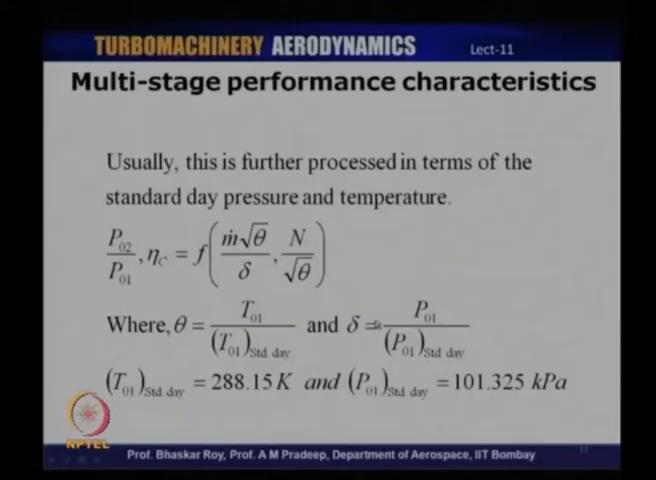 TURBOMACHINERY AERODYNAMICS Lect-11
Multi-stage performance characteristics
Usually, this is further processed in terms of the
standard day pressure and temperature.
P₀₂/P₀₁, η_C = f(ṁ√θ/δ, N/√θ)
Where, θ = T₀₁/(T₀₁)Std. day and δ = P₀₁/(P₀₁)Std. day
(T₀₁)Std. day = 288.15 K and (P₀₁)Std. day = 101.325 kPa
NPTEL
Prof. Bhaskar Roy, Prof. A M Pradeep, Department of Aerospace, IIT Bombay